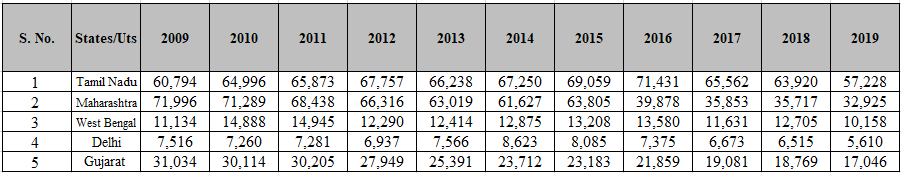 S. No. States/Uts 2009 2010 2011 2012 2013 2014 2015 2016 2017 2018 2019
1 Tamil Nadu 60,794 64,996 65,873 67,757 66,238 67,250 69,059 71,431 65,562 63,920 57,228
2 Maharashtra 71,996 71,289 68,438 66,316 63,019 61,627 63,805 39,878 35,853 35,717 32,925
3 West Bengal 11,134 14,888 14,945 12,290 12,414 12,875 13,208 13,580 11,631 12,705 10,158
4 Delhi 7,516 7,260 7,281 6,937 7,566 8,623 8,085 7,375 6,673 6,515 5,610
5 Gujarat 31,034 30,114 30,205 27,949 25,391 23,712 23,183 21,859 19,081 18,769 17,046